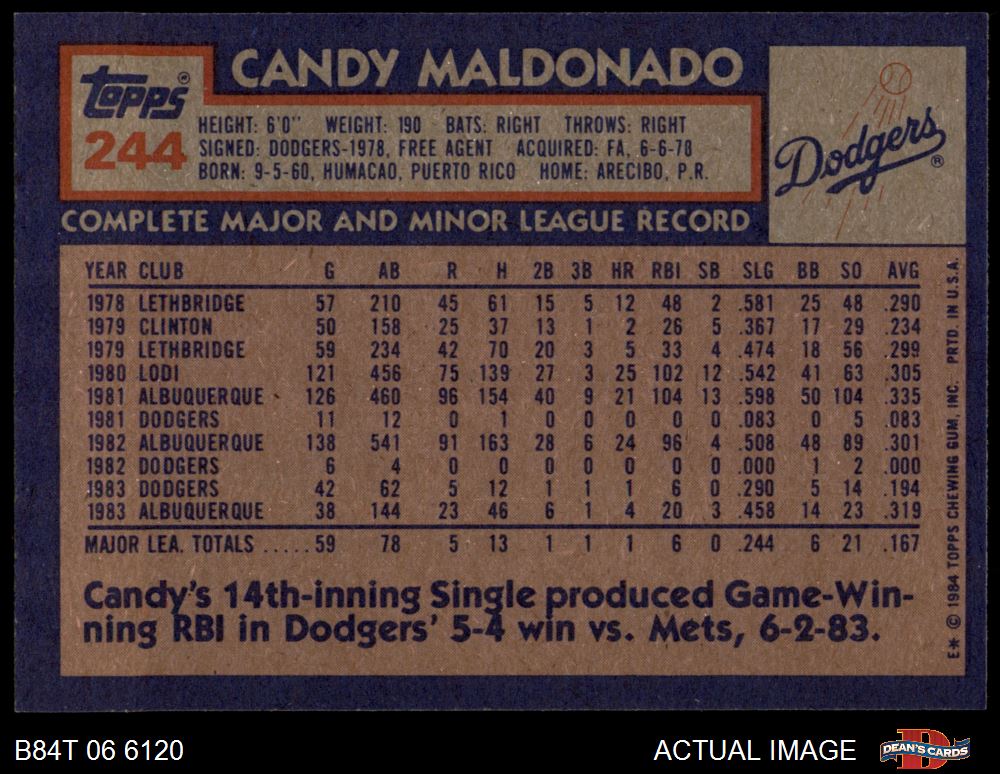 CANDY MALDONADO
Topps®
244
HEIGHT: 6'0" WEIGHT: 190 BATS: RIGHT THROWS: RIGHT
SIGNED: DODGERS-1978, FREE AGENT ACQUIRED: FA, 6-6-78
BORN: 9-5-60, HUMACAO, PUERTO RICO HOME: ARECIBO, P.R.
Dodgers®
COMPLETE MAJOR AND MINOR LEAGUE RECORD
YEAR CLUB G AB R H 2B 3B HR RBI SB SLG BB SO AVG
1978 LETHBRIDGE 57 210 45 61 15 5 12 48 2 .581 25 48 .290
1979 CLINTON 50 158 25 37 13 1 2 26 5 .367 17 29 .234
1979 LETHBRIDGE 59 234 42 70 20 3 5 33 4 .474 18 56 .299
1980 LODI 121 456 75 139 27 3 25 102 12 .542 41 63 .305
1981 ALBUQUERQUE 126 460 96 154 40 9 21 104 13 .598 50 104 .335
1981 DODGERS 11 12 0 1 0 0 0 0 0 .083 0 5 .083
1982 ALBUQUERQUE 138 541 91 163 28 6 24 96 4 .508 48 89 .301
1982 DODGERS 6 4 0 0 0 0 0 0 0 .000 1 2 .000
1983 DODGERS 42 62 5 12 1 1 1 6 0 .290 5 14 .194
1983 ALBUQUERQUE 38 144 23 46 6 1 4 20 3 .458 14 23 .319
MAJOR LEA. TOTALS .....59 78 5 13 1 1 1 6 0 .244 6 21 .167
Candy's 14th-inning Single produced Game-Win-
ning RBI in Dodgers' 5-4 win vs. Mets, 6-2-83.
E* © 1984 TOPPS CHEWING GUM, INC. PRTD. IN U.S.A.
B84T 06 6120
ACTUAL IMAGE
DEAN'S CARDS